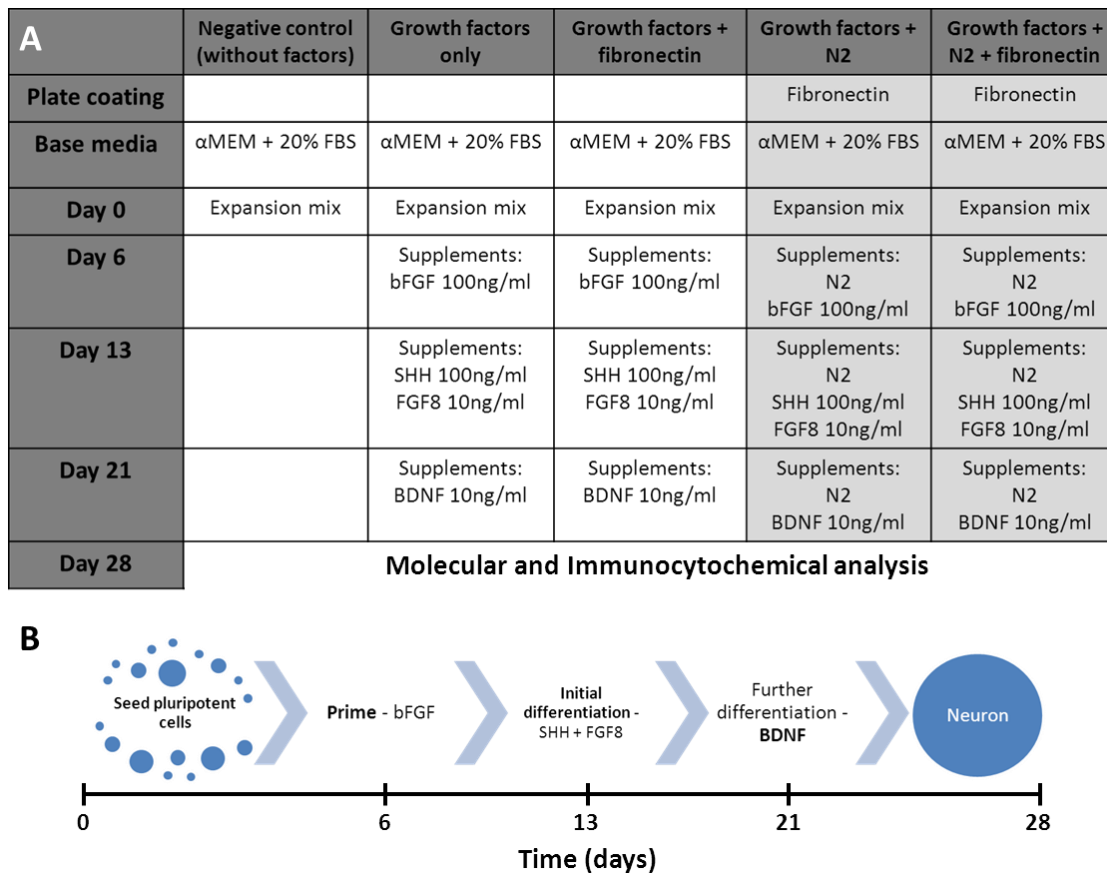 A
Negative control (without factors)
Growth factors only
Growth factors + fibronectin
Growth factors + N2
Growth factors + N2 + fibronectin
Plate coating
Fibronectin
Fibronectin
Base media
αMEM + 20% FBS
αMEM + 20% FBS
αMEM + 20% FBS
αMEM + 20% FBS
αMEM + 20% FBS
Day 0
Expansion mix
Expansion mix
Expansion mix
Expansion mix
Expansion mix
Day 6
Supplements:
bFGF 100ng/ml
Supplements:
bFGF 100ng/ml
Supplements:
N2
bFGF 100ng/ml
Supplements:
N2
bFGF 100ng/ml
Day 13
Supplements:
SHH 100ng/ml
FGF8 10ng/ml
Supplements:
SHH 100ng/ml
FGF8 10ng/ml
Supplements:
N2
SHH 100ng/ml
FGF8 10ng/ml
Supplements:
N2
SHH 100ng/ml
FGF8 10ng/ml
Day 21
Supplements:
BDNF 10ng/ml
Supplements:
BDNF 10ng/ml
Supplements:
N2
BDNF 10ng/ml
Supplements:
N2
BDNF 10ng/ml
Day 28
Molecular and Immunocytochemical analysis
B
Seed pluripotent
cells
Prime - bFGF
Initial
differentiation -
SHH + FGF8
Further
differentiation -
BDNF
Neuron
0
6
13
21
28
Time (days)